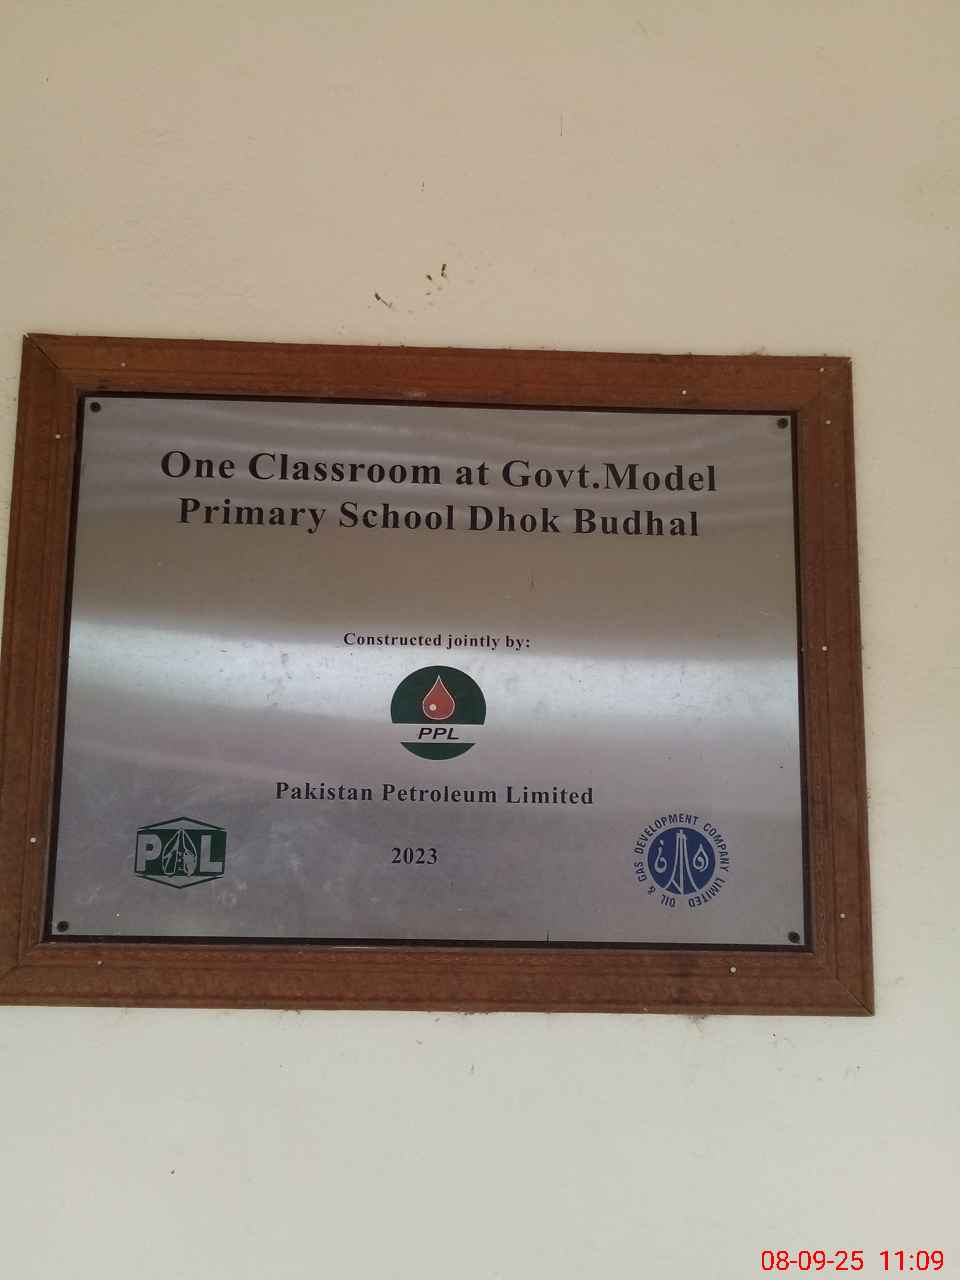 One Classroom at Govt.Model
Primary School Dhok Budhal
Constructed jointly by:
PPL
Pakistan Petroleum Limited
POL
2023
OIL & GAS DEVELOPMENT COMPANY LIMITED
08-09-25 11:09